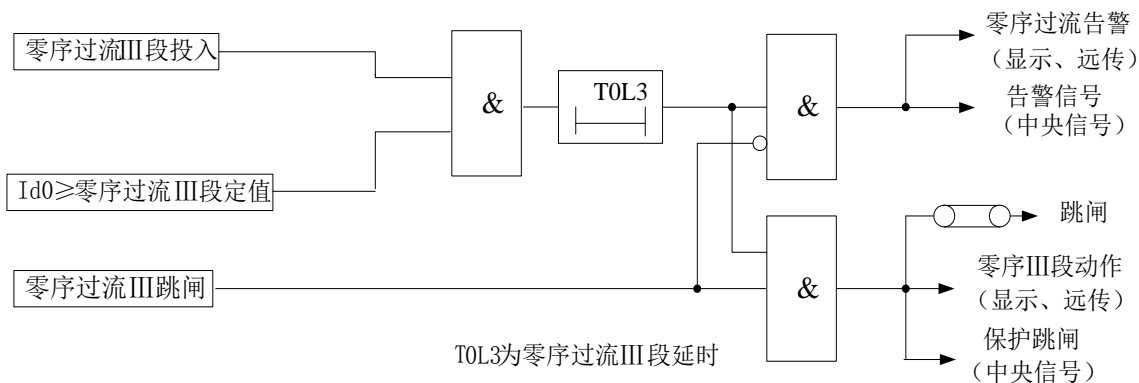 零序过流Ⅲ段投入
Id0≥零序过流Ⅲ段定值
零序过流Ⅲ跳闸
&
T0L3
&
&
零序过流告警
（显示、远传）
告警信号
（中央信号）
跳闸
零序Ⅲ段动作
（显示、远传）
保护跳闸
（中央信号）
T0L3为零序过流Ⅲ段延时